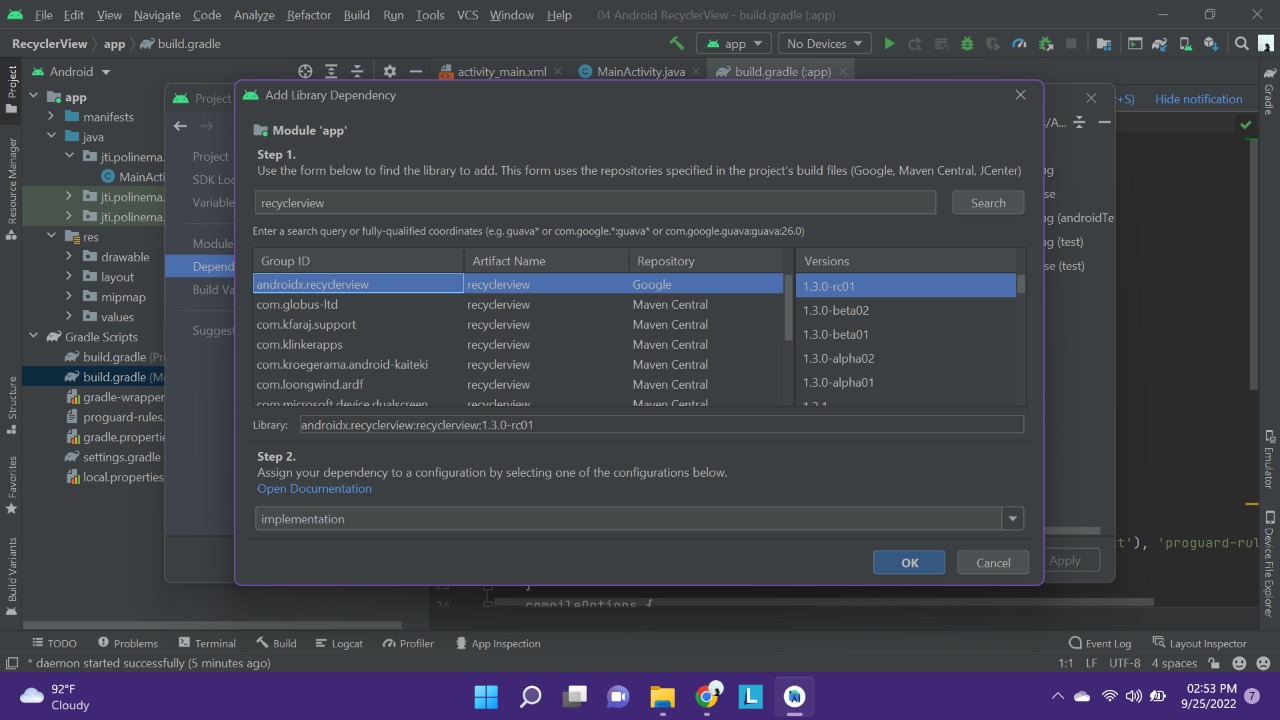 File Edit View Navigate Code Analyze Refactor Build Run Tools VCS Window Help 04 Android RecyclerView - build.gradle (:app)
RecyclerView app build.gradle app No Devices
Project
Resource Manager
Structure
Favorites
Build Variants
Android
app
manifests
java
jti.polinema.
MainActi
jti.polinema.
jti.polinema.
res
drawable
layout
mipmap
values
Gradle Scripts
build.gradle (Pr
build.gradle (M
gradle-wrapper
proguard-rules.
gradle.properti
settings.gradle
local.properties
activity_main.xml MainActivity.java build.gradle (:app)
+S) Hide notification
Project
Project
SDK Loc
Variable
Module
Depend
Build Va
Suggest
Add Library Dependency
Module 'app'
Step 1.
Use the form below to find the library to add. This form uses the repositories specified in the project's build files (Google, Maven Central, JCenter)
recyclerview Search
Enter a search query or fully-qualified coordinates (e.g. guava* or com.google.*:guava* or com.google.guava:guava:26.0)
Group ID Artifact Name Repository Versions
androidx.recyclerview recyclerview Google 1.3.0-rc01
com.globus-ltd recyclerview Maven Central 1.3.0-beta02
com.kfaraj.support recyclerview Maven Central 1.3.0-beta01
com.klinkerapps recyclerview Maven Central 1.3.0-alpha02
com.kroegerama.android-kaiteki recyclerview Maven Central 1.3.0-alpha01
com.loongwind.ardf recyclerview Maven Central 1.2.1
com.microsoft.device.dualscreen recyclerview Maven Central
Library: androidx.recyclerview:recyclerview:1.3.0-rc01
Step 2.
Assign your dependency to a configuration by selecting one of the configurations below.
Open Documentation
implementation
OK Cancel
/A...
ug
se
ug (androidTe
ug (test)
se (test)
Apply
t'), 'proguard-rul
25 }
26 compileOptions {
Gradle
Emulator
Device File Explorer
TODO Problems Terminal Build Logcat Profiler App Inspection Event Log Layout Inspector
* daemon started successfully (5 minutes ago) 1:1 LF UTF-8 4 spaces
92°F
Cloudy
L
02:53 PM
9/25/2022
7